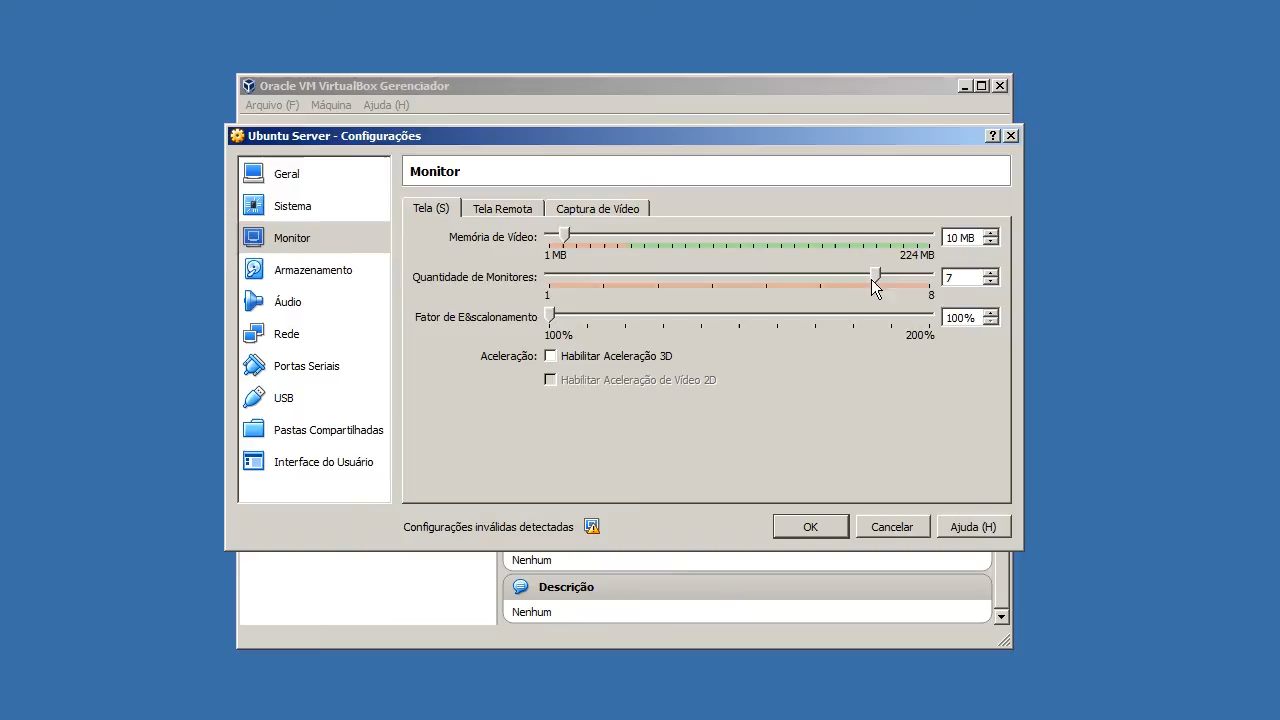 Oracle VM VirtualBox Gerenciador
Arquivo (F) Máquina Ajuda (H)
Ubuntu Server - Configurações
Geral
Sistema
Monitor
Armazenamento
Áudio
Rede
Portas Seriais
USB
Pastas Compartilhadas
Interface do Usuário
Monitor
Tela (S) Tela Remota Captura de Vídeo
Memória de Vídeo: 10 MB
1 MB 224 MB
Quantidade de Monitores: 7
1 8
Fator de E&scalonamento 100%
100% 200%
Aceleração: Habilitar Aceleração 3D
Habilitar Aceleração de Vídeo 2D
Configurações inválidas detectadas OK Cancelar Ajuda (H)
Nenhum
Descrição
Nenhum